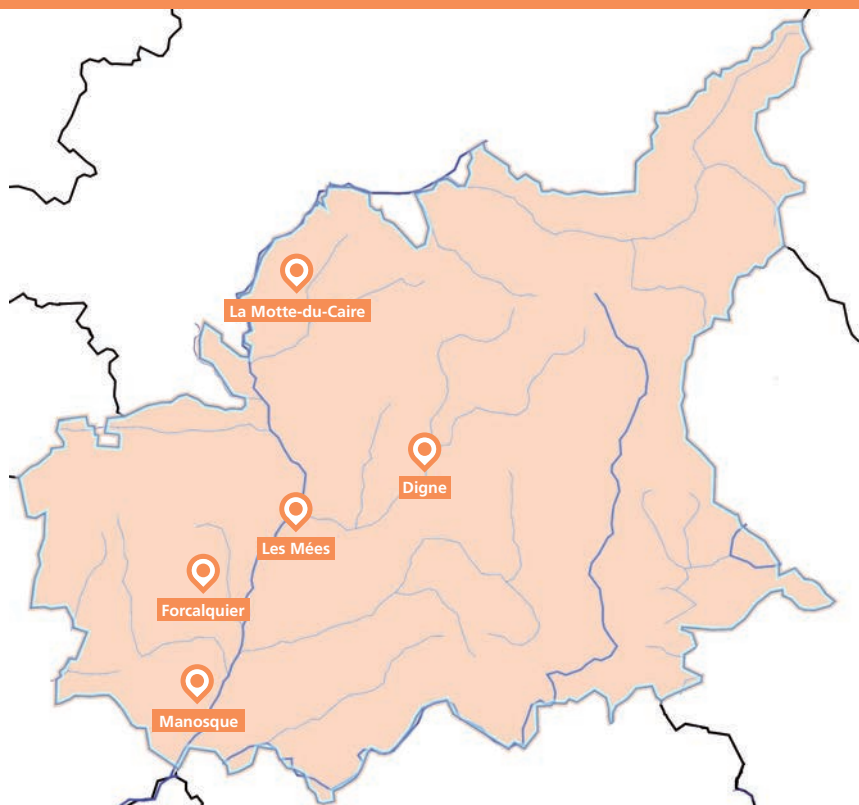 La Motte-du-Caire
Digne
Les Mées
Forcalquier
Manosque